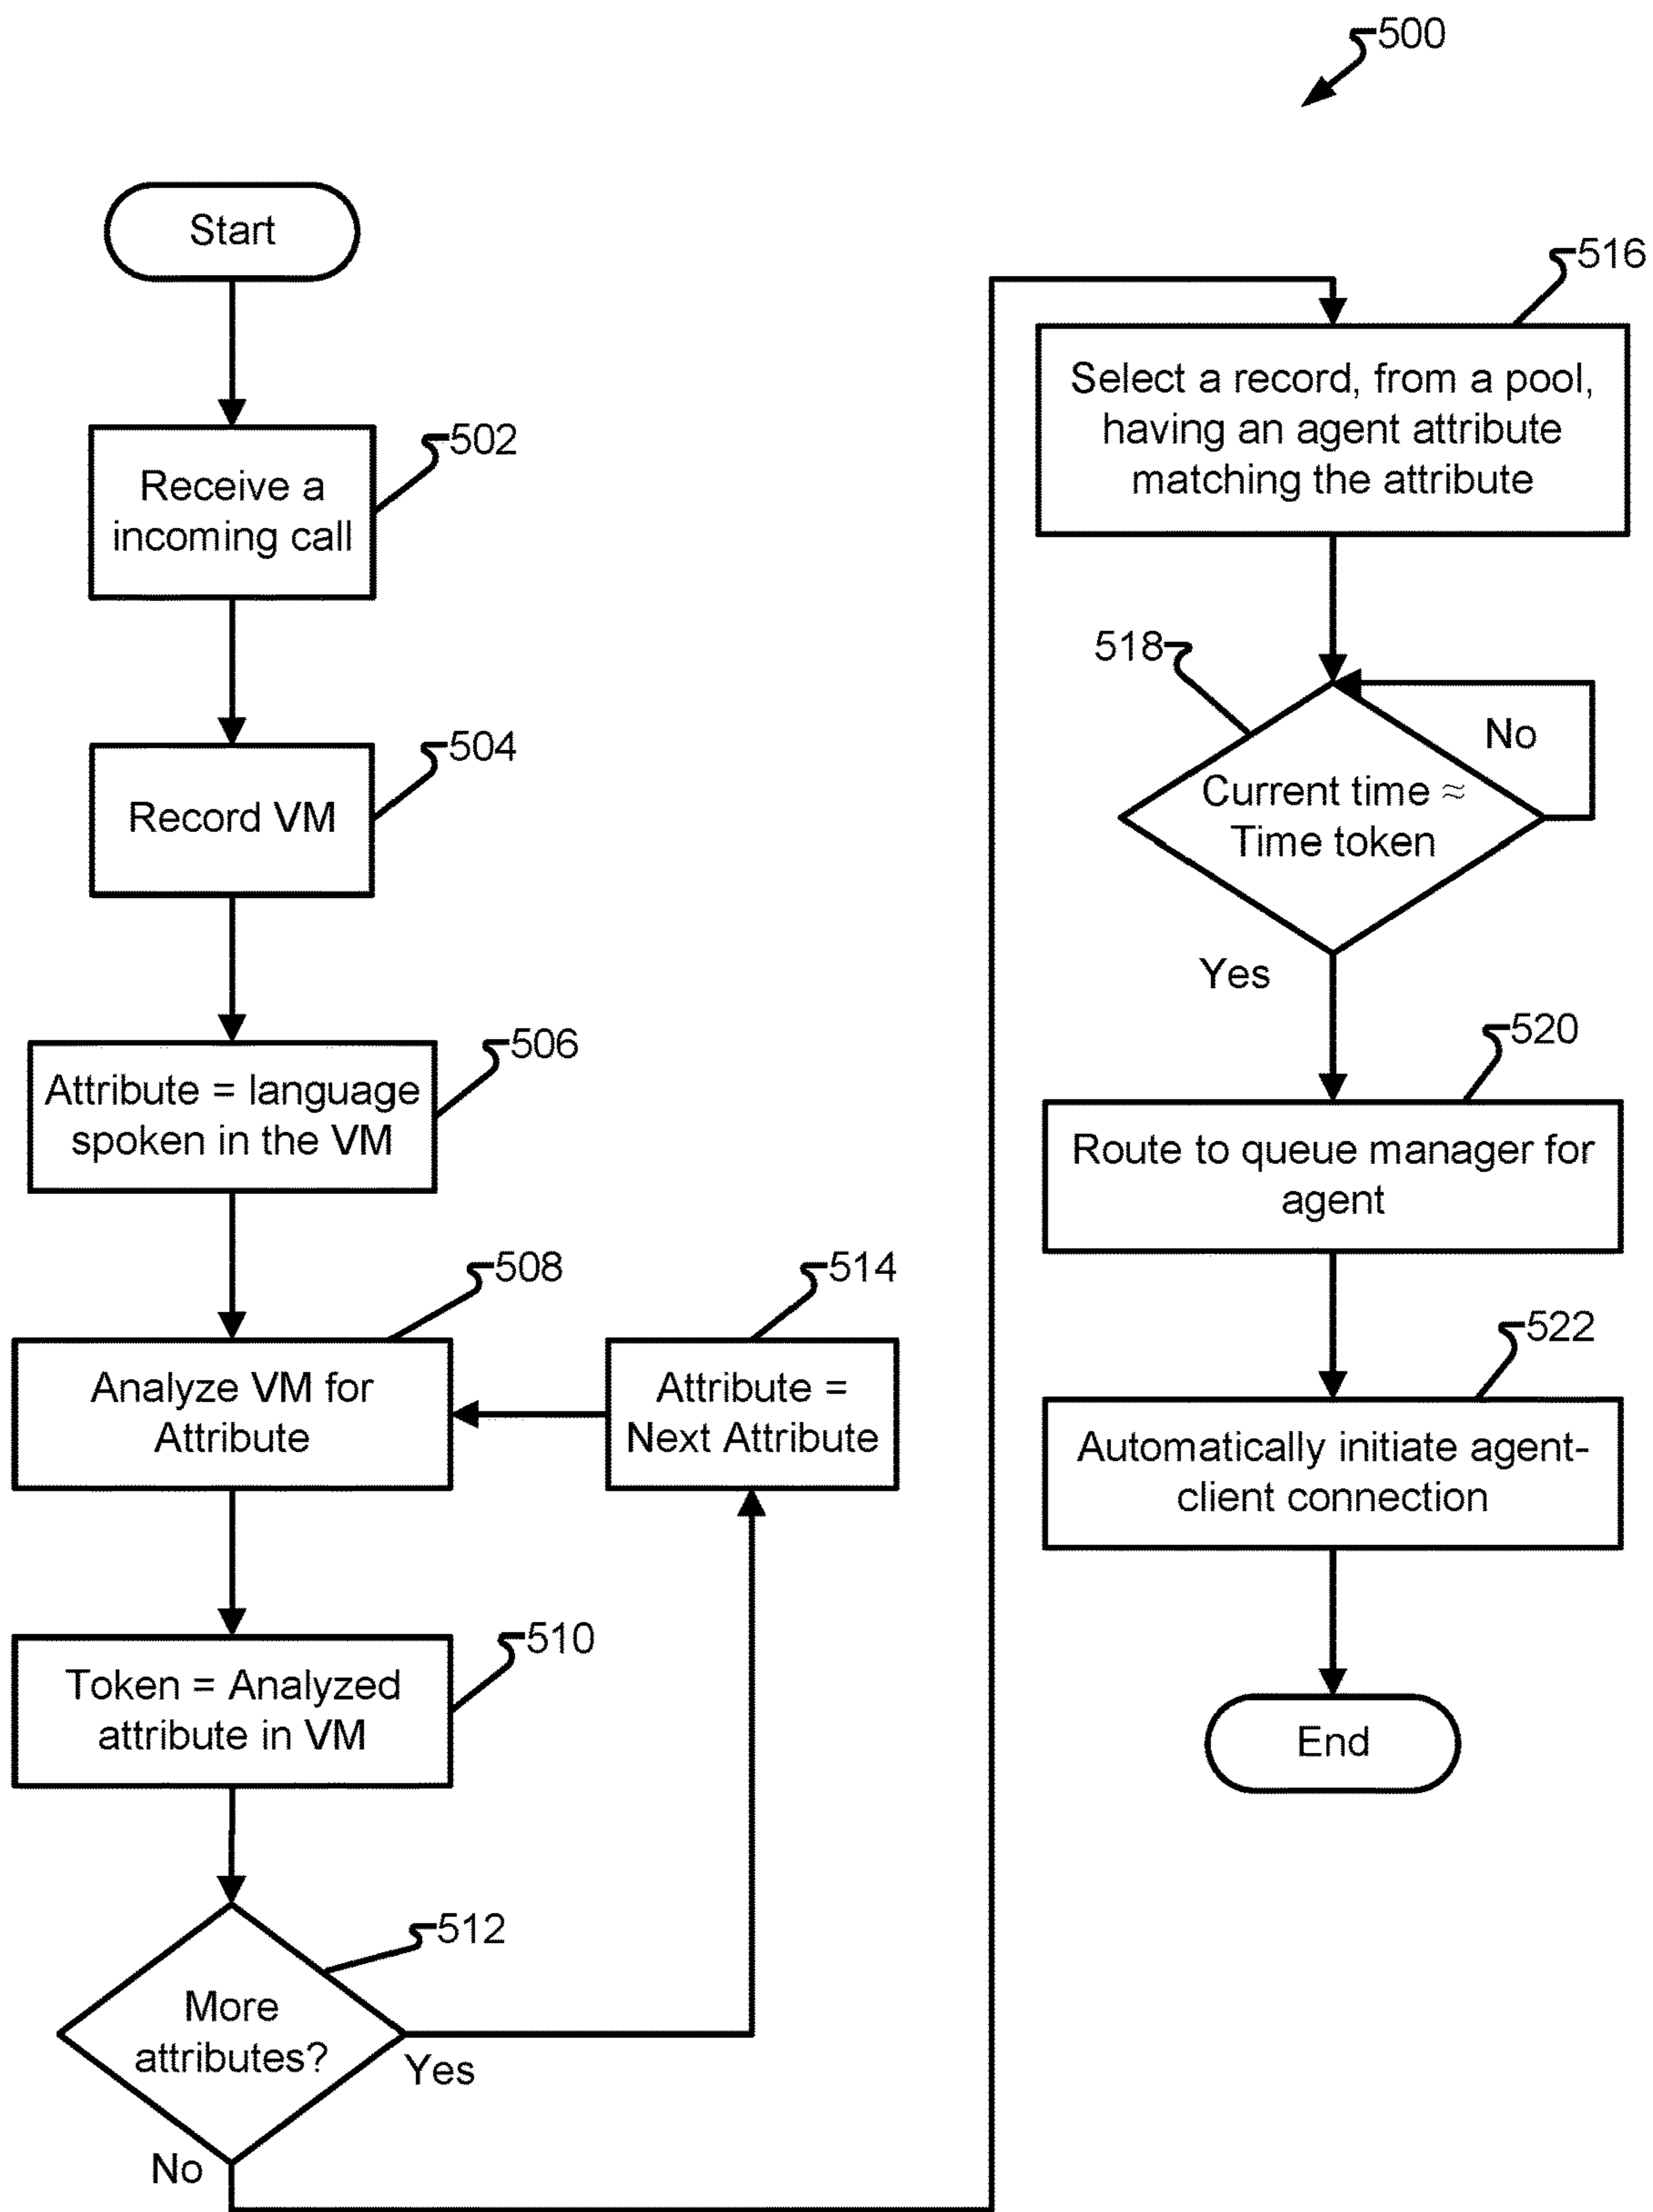 500
Start
Receive a
incoming call
502
Record VM
504
Attribute = language
spoken in the VM
506
Analyze VM for
Attribute
508
Attribute =
Next Attribute
514
Token = Analyzed
attribute in VM
510
More
attributes?
512
Yes
No
Select a record, from a pool,
having an agent attribute
matching the attribute
516
518
Current time ≈
Time token
No
Yes
Route to queue manager for
agent
520
Automatically initiate agent-
client connection
522
End